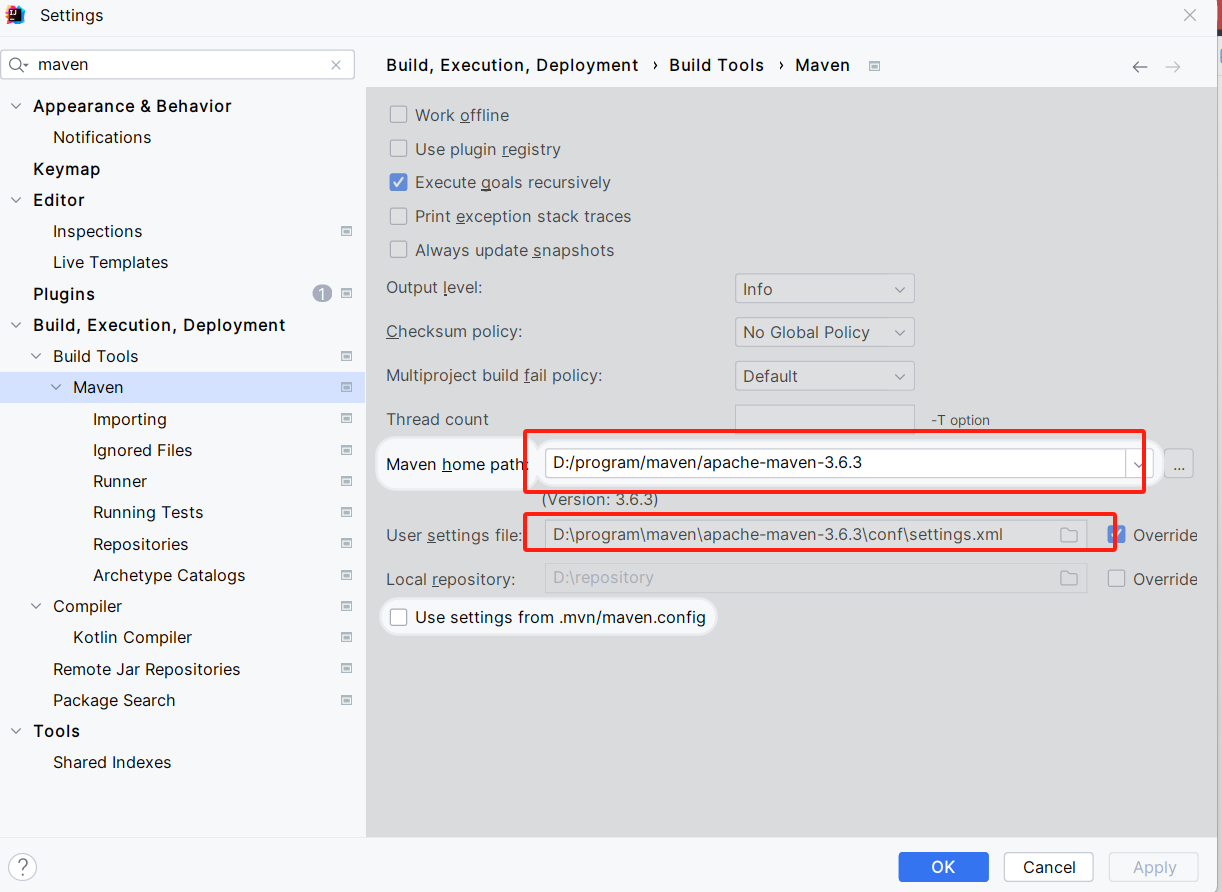 Settings
maven
Appearance & Behavior
Notifications
Keymap
Editor
Inspections
Live Templates
Plugins 1
Build, Execution, Deployment
Build Tools
Maven
Importing
Ignored Files
Runner
Running Tests
Repositories
Archetype Catalogs
Compiler
Kotlin Compiler
Remote Jar Repositories
Package Search
Tools
Shared Indexes
Build, Execution, Deployment › Build Tools › Maven
Work offline
Use plugin registry
Execute goals recursively
Print exception stack traces
Always update snapshots
Output level: Info
Checksum policy: No Global Policy
Multiproject build fail policy: Default
Thread count -T option
Maven home path: D:/program/maven/apache-maven-3.6.3 ...
(Version: 3.6.3)
User settings file: D:\program\maven\apache-maven-3.6.3\conf\settings.xml Override
Local repository: D:\repository Override
Use settings from .mvn/maven.config
? OK Cancel Apply